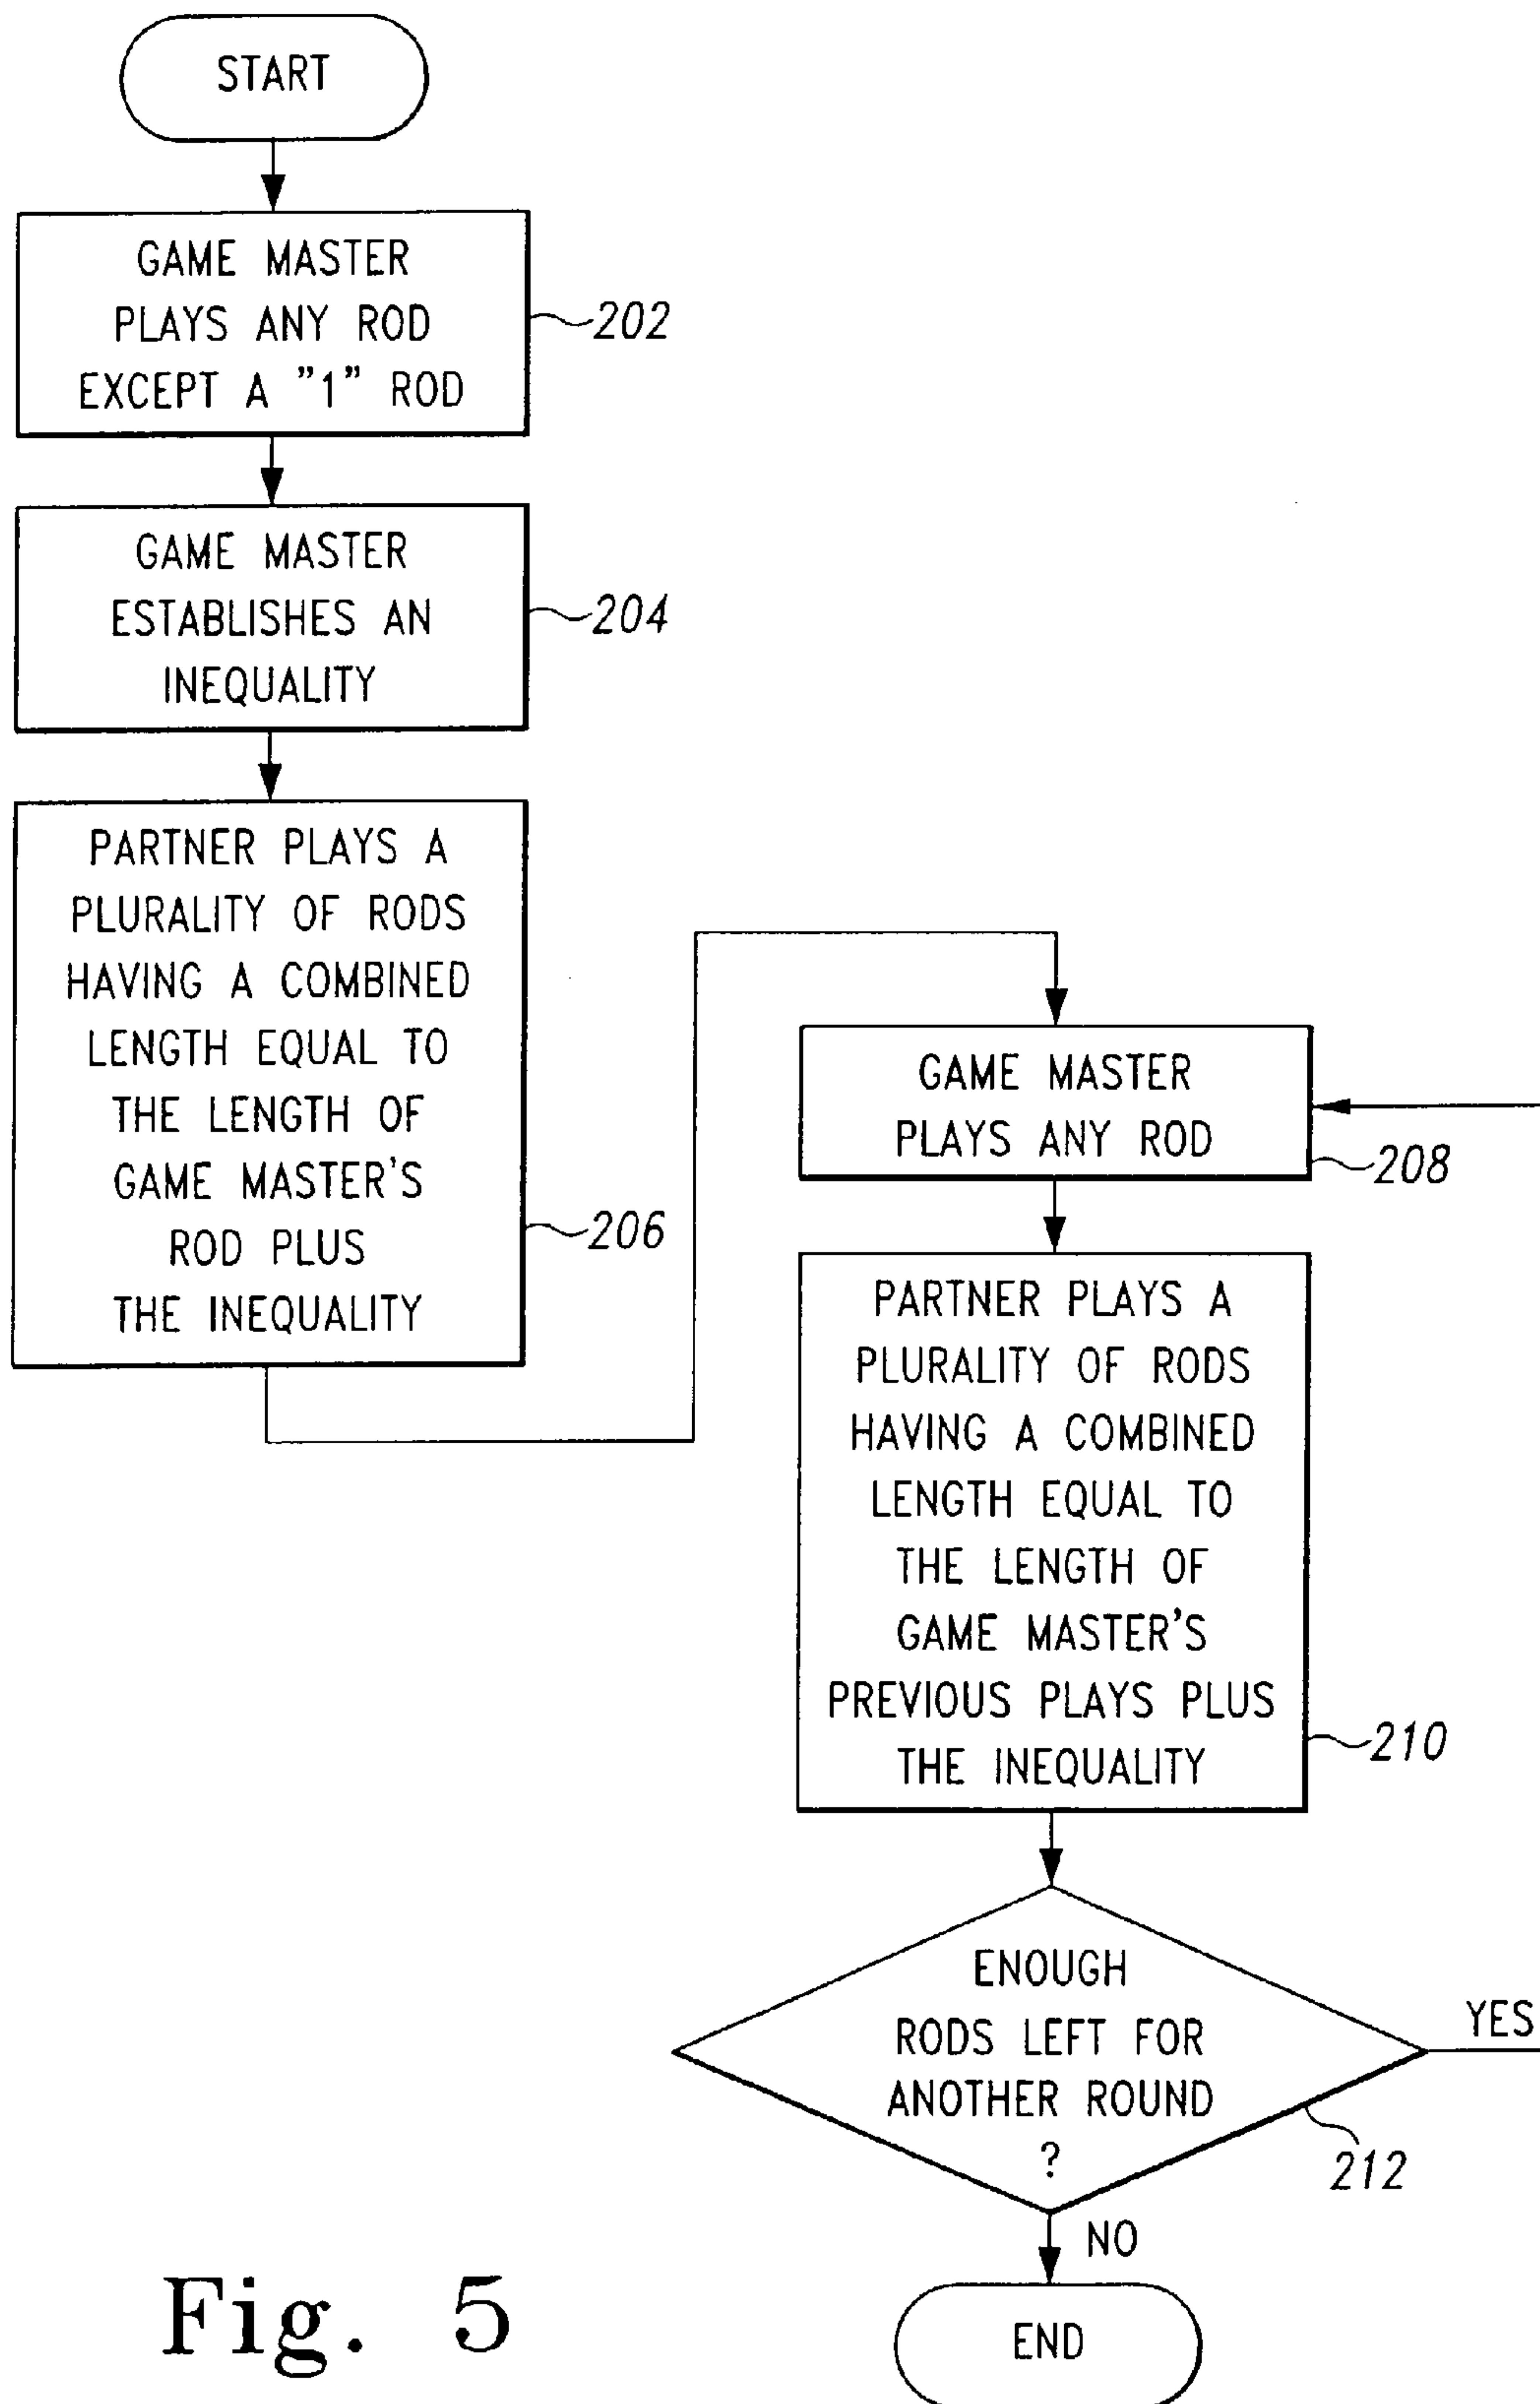 START
GAME MASTER
PLAYS ANY ROD
EXCEPT A ”1” ROD
202
GAME MASTER
ESTABLISHES AN
INEQUALITY
204
PARTNER PLAYS A
PLURALITY OF RODS
HAVING A COMBINED
LENGTH EQUAL TO
THE LENGTH OF
GAME MASTER'S
ROD PLUS
THE INEQUALITY
206
GAME MASTER
PLAYS ANY ROD
208
PARTNER PLAYS A
PLURALITY OF RODS
HAVING A COMBINED
LENGTH EQUAL TO
THE LENGTH OF
GAME MASTER'S
PREVIOUS PLAYS PLUS
THE INEQUALITY
210
ENOUGH
RODS LEFT FOR
ANOTHER ROUND
?
YES
212
NO
END
Fig. 5